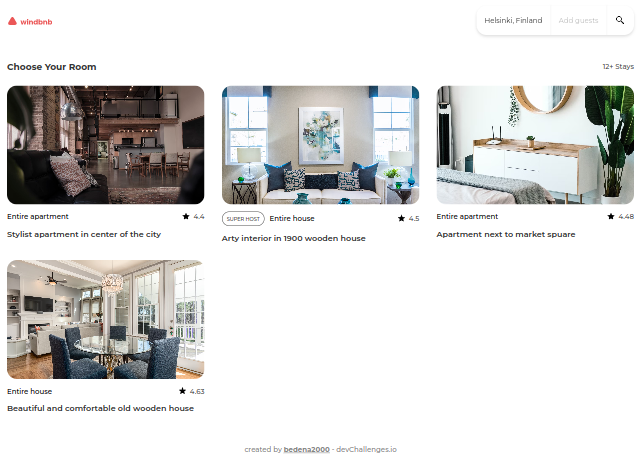 windbnb
Helsinki, Finland
Add guests
Choose Your Room
12+ Stays
Entire apartment
4.4
Stylist apartment in center of the city
SUPER HOST
Entire house
4.5
Arty interior in 1900 wooden house
Entire apartment
4.48
Apartment next to market spuare
Entire house
4.63
Beautiful and comfortable old wooden house
created by bedena2000 - devChallenges.io